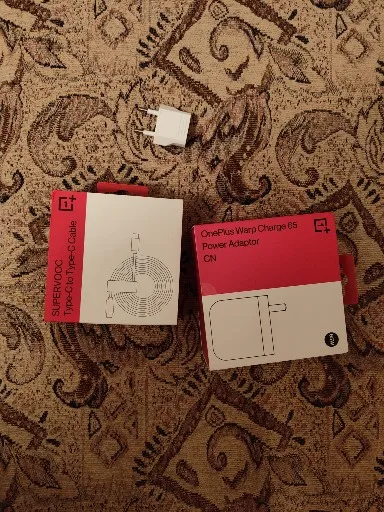 SUPERVOOC
Type-C to Type-C Cable
OnePlus Warp Charge 65
Power Adaptor
CN